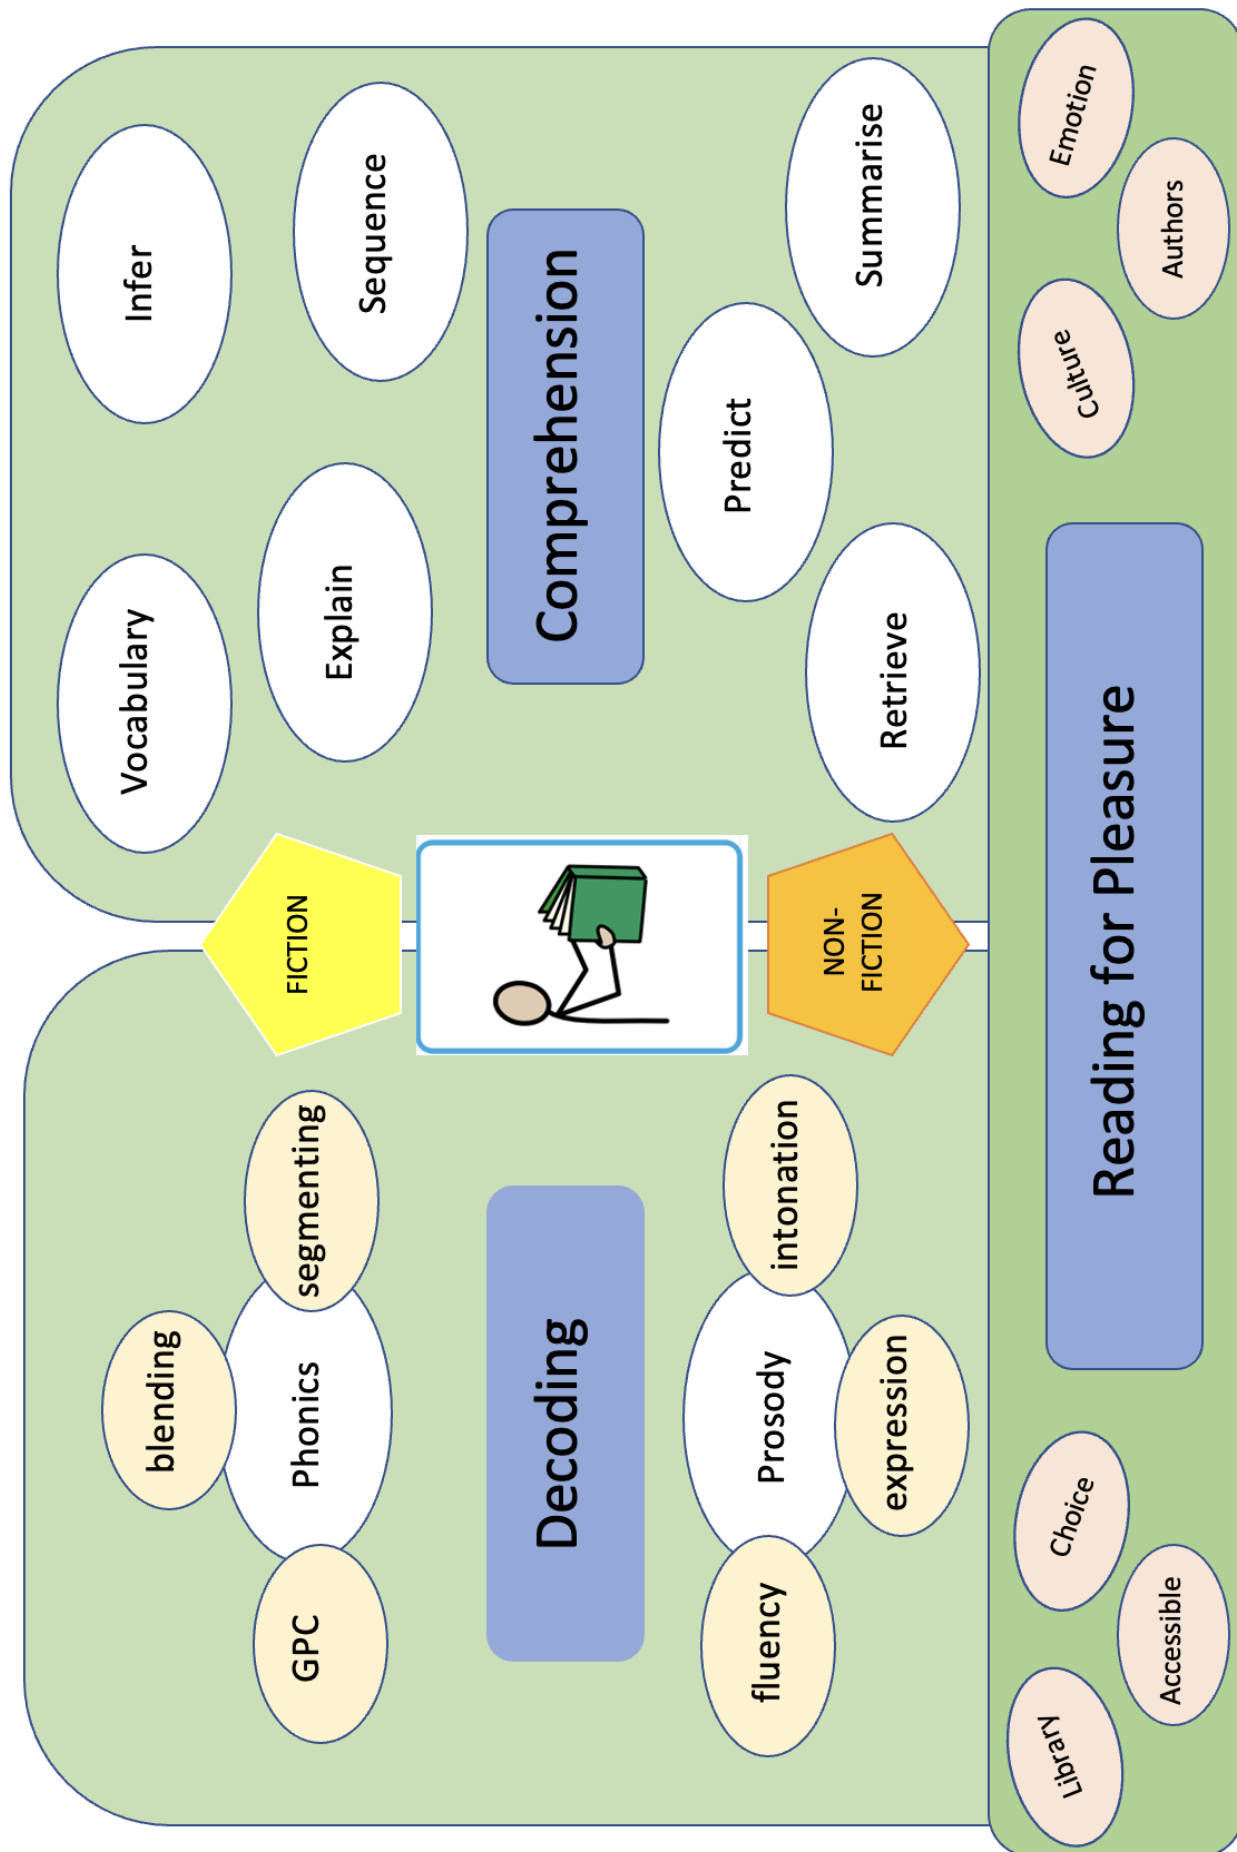 blending
GPC
Phonics
segmenting
Decoding
fluency
Prosody
intonation
expression
FICTION
NON-
FICTION
Vocabulary
Infer
Explain
Sequence
Comprehension
Predict
Retrieve
Summarise
Library
Choice
Accessible
Reading for Pleasure
Culture
Emotion
Authors